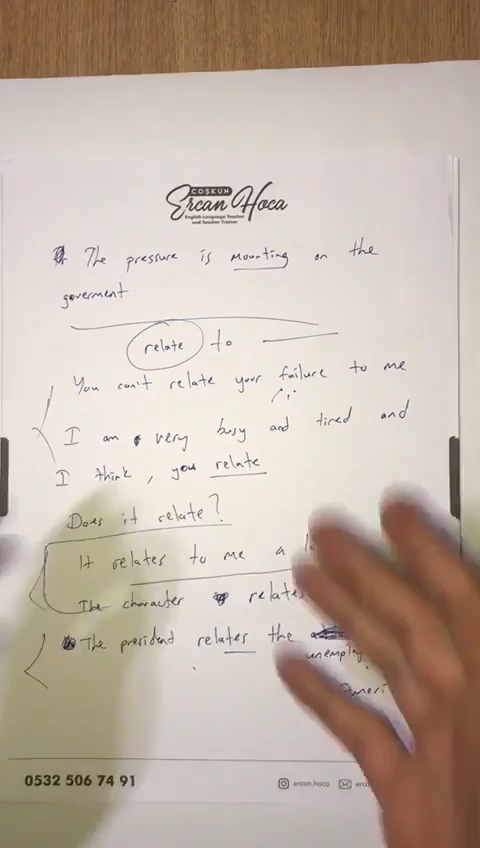 COŞKUN
Ercan Hoca
English Language Teacher
and Teacher Trainer
The pressure is mounting on the
goverment
relate to
You can't relate your failure to me
I am very busy and tired and
I think, you relate
Does it relate?
It relates to me a
The character relates
The president relates the
0532 506 74 91
ercan.hoca